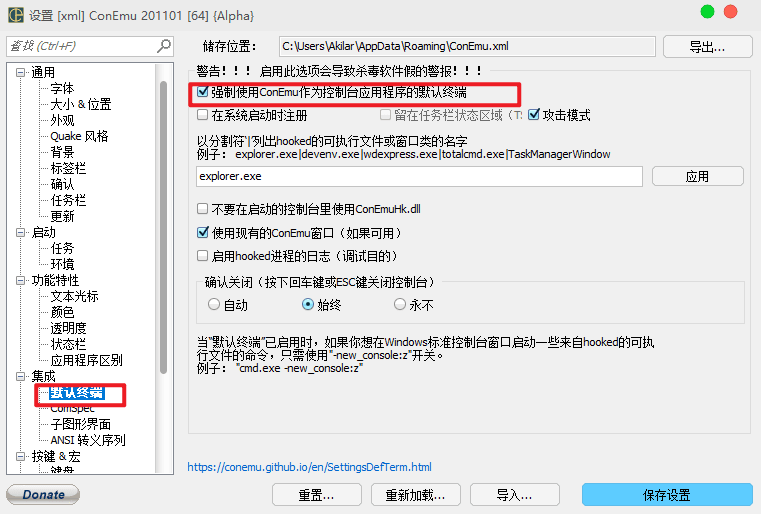 设置 [xml] ConEmu 201101 [64] {Alpha}
查找 (Ctrl+F)
储存位置：
C:\Users\Akilar\AppData\Roaming\ConEmu.xml
导出...
通用
字体
大小 & 位置
外观
Quake 风格
背景
标签栏
确认
任务栏
更新
启动
任务
环境
功能特性
文本光标
颜色
透明度
状态栏
应用程序区别
集成
默认终端
ComSpec
子图形界面
ANSI 转义序列
按键 & 宏
键盘
警告！！！ 启用此选项会导致杀毒软件假的警报！！！
强制使用ConEmu作为控制台应用程序的默认终端
在系统启动时注册
留在任务栏状态区域（T:
攻击模式
以分割符'|'列出hooked的可执行文件或窗口类的名字
例子： explorer.exe|devenv.exe|wdexpress.exe|totalcmd.exe|TaskManagerWindow
explorer.exe
应用
不要在启动的控制台里使用ConEmuHk.dll
使用现有的ConEmu窗口（如果可用）
启用hooked进程的日志（调试目的）
确认关闭（按下回车键或ESC键关闭控制台）
自动
始终
永不
当"默认终端"已启用时，如果你想在Windows标准控制台窗口启动一些来自hooked的可执
行文件的命令，只需使用"-new_console:z"开关。
例子： "cmd.exe -new_console:z"
https://conemu.github.io/en/SettingsDefTerm.html
Donate
重置...
重新加载...
导入...
保存设置